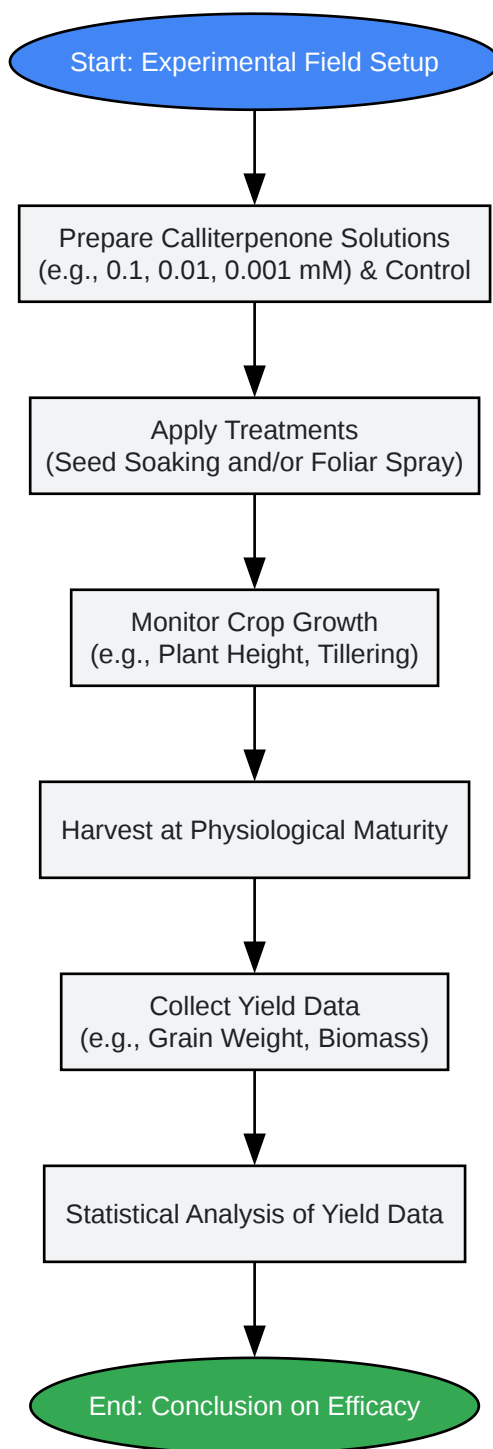 Start: Experimental Field Setup
Prepare Calliterpenone Solutions
(e.g., 0.1, 0.01, 0.001 mM) & Control
Apply Treatments
(Seed Soaking and/or Foliar Spray)
Monitor Crop Growth
(e.g., Plant Height, Tillering)
Harvest at Physiological Maturity
Collect Yield Data
(e.g., Grain Weight, Biomass)
Statistical Analysis of Yield Data
End: Conclusion on Efficacy